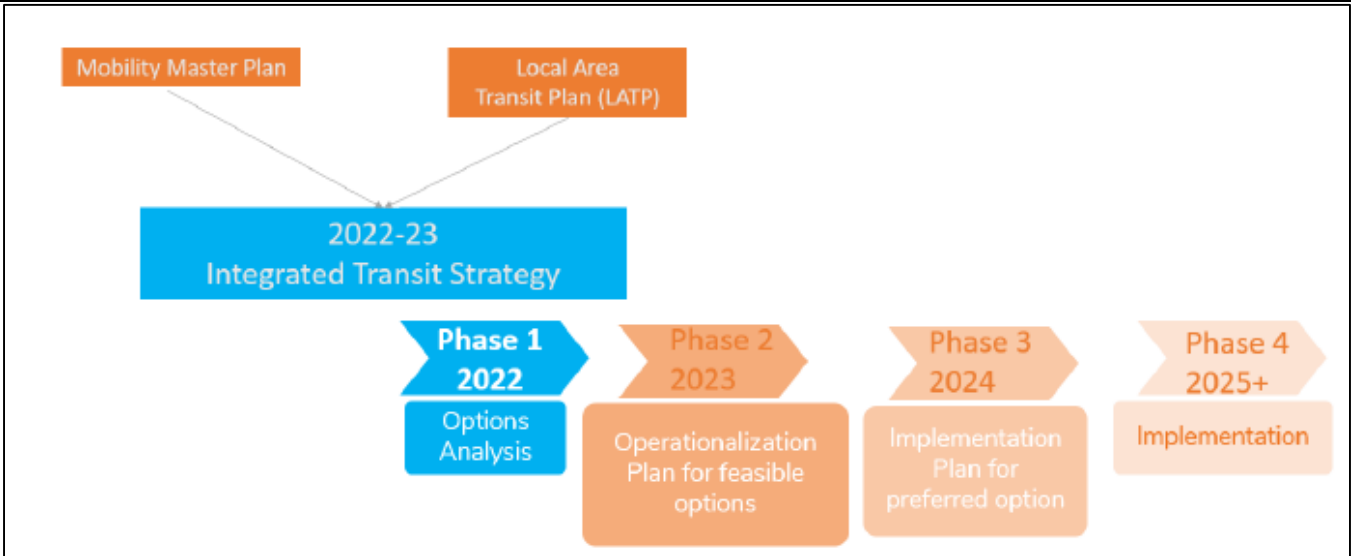 Mobility Master Plan
Local Area
Transit Plan (LATP)
2022-23
Integrated Transit Strategy
Phase 1
2022
Options
Analysis
Phase 2
2023
Operationalization
Plan for feasible
options
Phase 3
2024
Implementation
Plan for
preferred option
Phase 4
2025+
Implementation